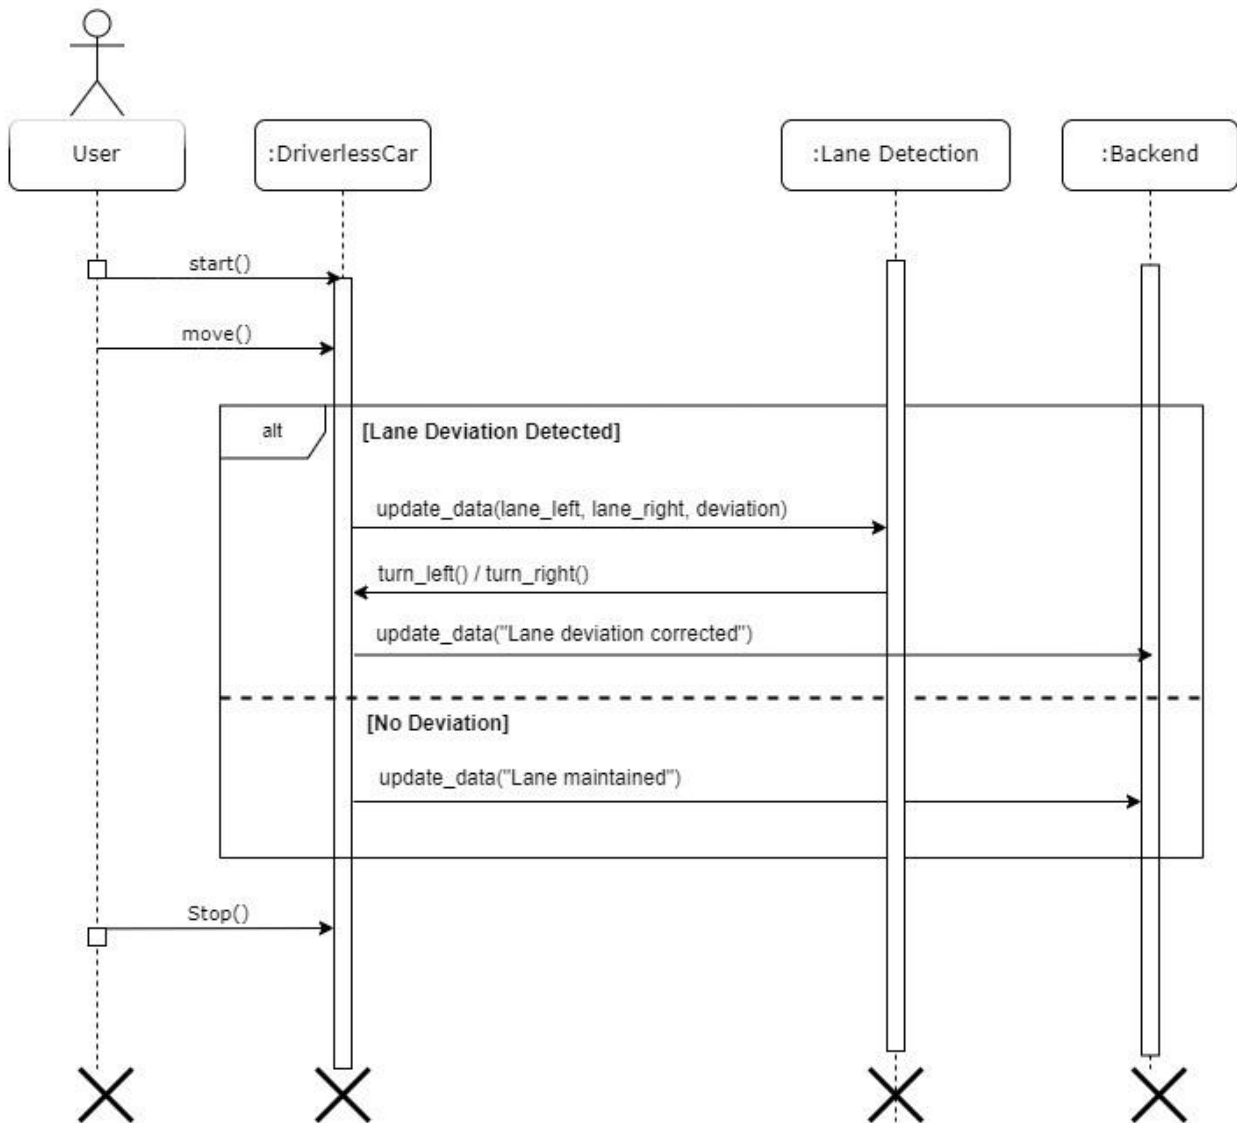 User
:DriverlessCar
:Lane Detection
:Backend
start()
move()
alt
[Lane Deviation Detected]
update_data(lane_left, lane_right, deviation)
turn_left() / turn_right()
update_data("Lane deviation corrected")
[No Deviation]
update_data("Lane maintained")
Stop()